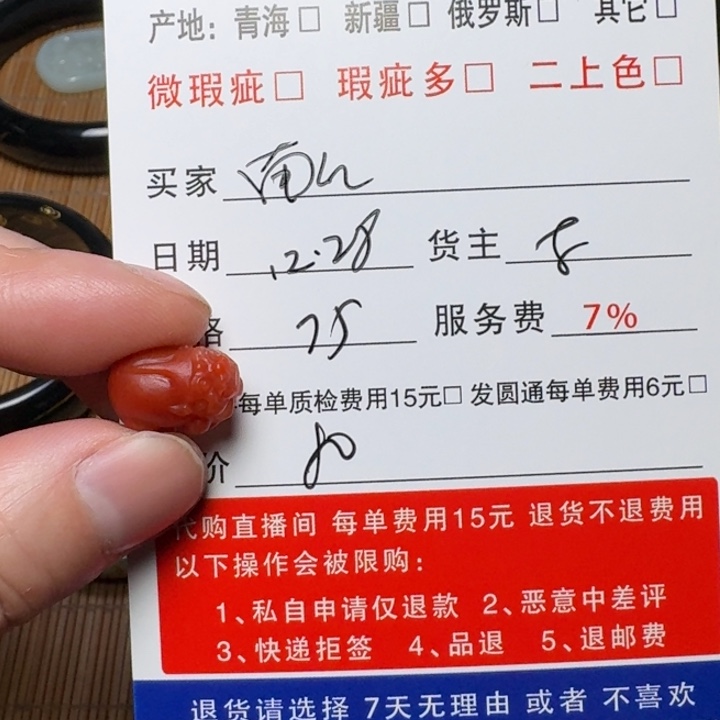 产地：青海□ 新疆□ 俄罗斯□ 其它□
微瑕疵□ 瑕疵多□ 二上色□
买家 南山
日期 12.28 货主
格 75 服务费 7%
每单质检费用15元□ 发圆通每单费用6元□
价 80
代购直播间 每单费用15元 退货不退费用
以下操作会被限购：
1、私自申请仅退款 2、恶意中差评
3、快递拒签 4、品退 5、退邮费
退货请选择 7天无理由 或者 不喜欢